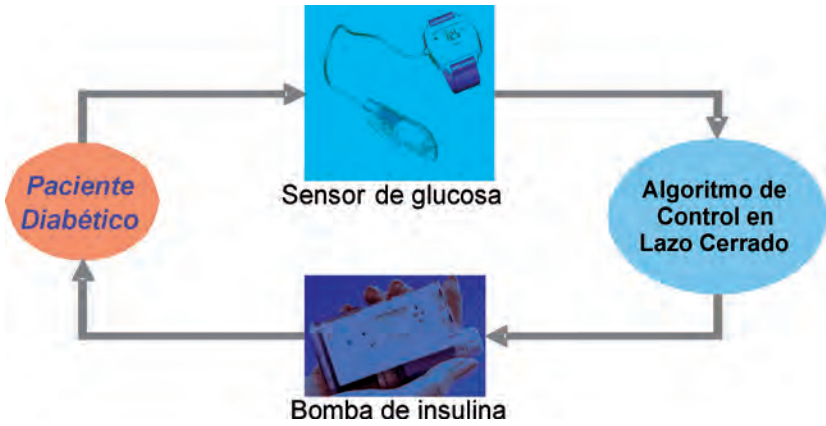 Sensor de glucosa
Paciente
Diabético
Algoritmo de
Control en
Lazo Cerrado
Bomba de insulina